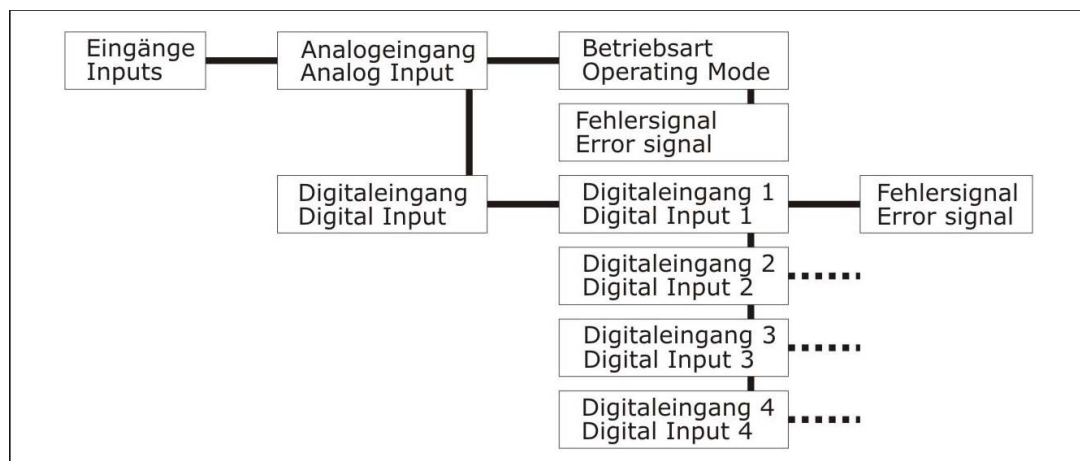 Eingänge
Inputs
Analogeingang
Analog Input
Betriebsart
Operating Mode
Fehlersignal
Error signal
Digitaleingang
Digital Input
Digitaleingang 1
Digital Input 1
Fehlersignal
Error signal
Digitaleingang 2
Digital Input 2
Digitaleingang 3
Digital Input 3
Digitaleingang 4
Digital Input 4